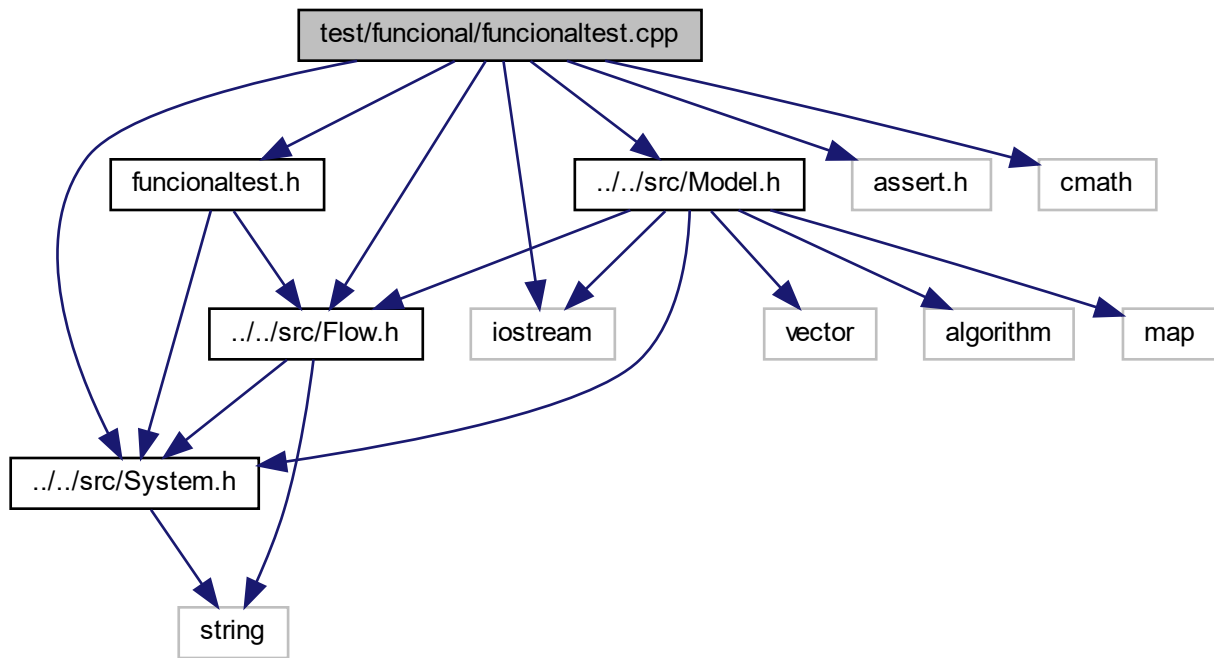 test/funcional/funcionaltest.cpp
funcionaltest.h
../../src/Model.h
assert.h
cmath
../../src/Flow.h
iostream
vector
algorithm
map
../../src/System.h
string